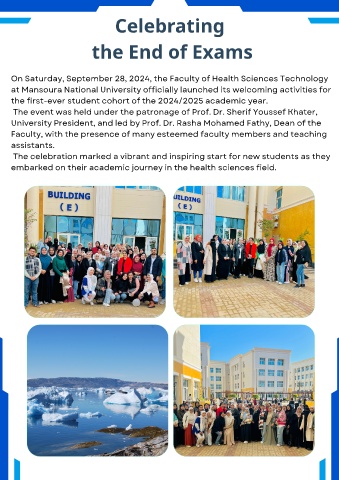 Celebrating
the End of Exams
On Saturday, September 28, 2024, the Faculty of Health Sciences Technology
at Mansoura National University officially launched its welcoming activities for
the first-ever student cohort of the 2024/2025 academic year.
The event was held under the patronage of Prof. Dr. Sherif Youssef Khater,
University President, and led by Prof. Dr. Rasha Mohamed Fathy, Dean of the
Faculty, with the presence of many esteemed faculty members and teaching
assistants.
The celebration marked a vibrant and inspiring start for new students as they
embarked on their academic journey in the health sciences field.
BUILDING
( E )
BUILDING
( E )